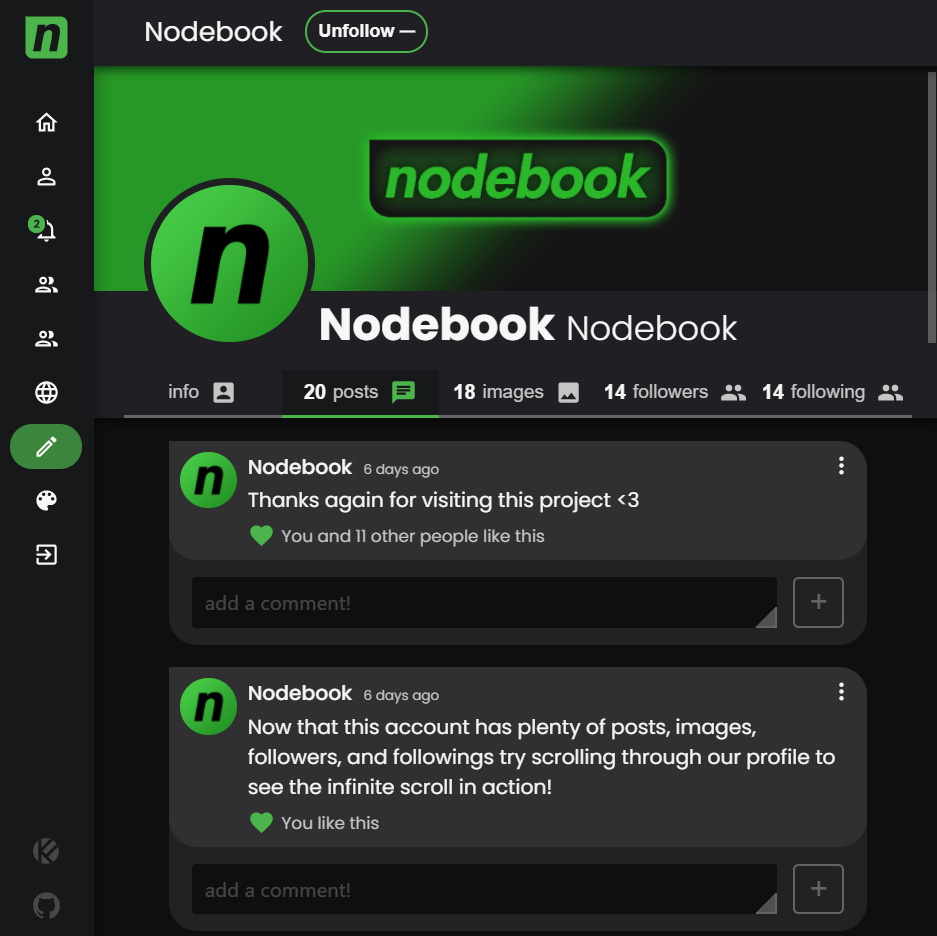 n
Nodebook Unfollow —
nodebook
2
n
Nodebook Nodebook
info 20 posts 18 images 14 followers 14 following
n
Nodebook 6 days ago
Thanks again for visiting this project <3
You and 11 other people like this
add a comment!
+
n
Nodebook 6 days ago
Now that this account has plenty of posts, images,
followers, and followings try scrolling through our profile to
see the infinite scroll in action!
You like this
add a comment!
+